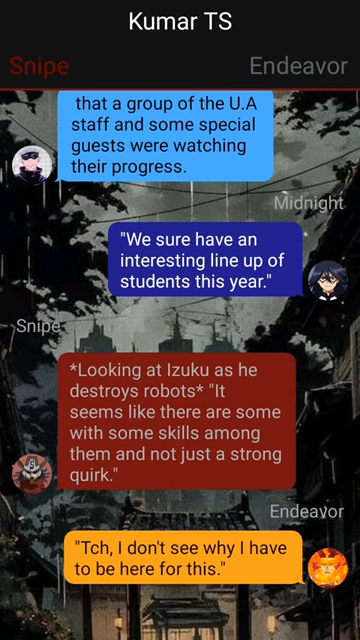 Kumar TS
Snipe
Endeavor
that a group of the U.A
staff and some special
guests were watching
their progress.
Midnight
"We sure have an
interesting line up of
students this year."
Snipe
*Looking at Izuku as he
destroys robots* "It
seems like there are some
with some skills among
them and not just a strong
quirk."
Endeavor
"Tch, I don't see why I have
to be here for this."